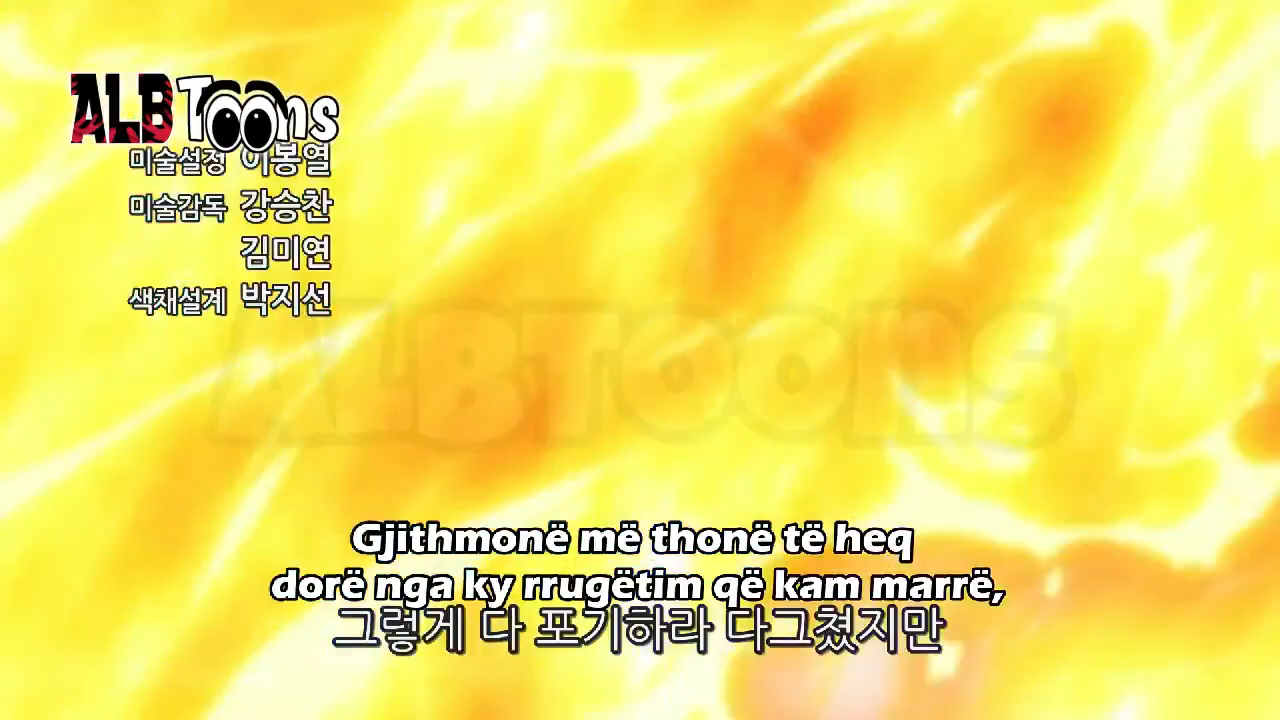 ALBToons
미술설정 이봉열
미술감독 강승찬
김미연
색채설계 박지선
ALBToons
Gjithmonë më thonë të heq
dorë nga ky rrugëtim që kam marrë,
그렇게 다 포기하라 다그쳤지만